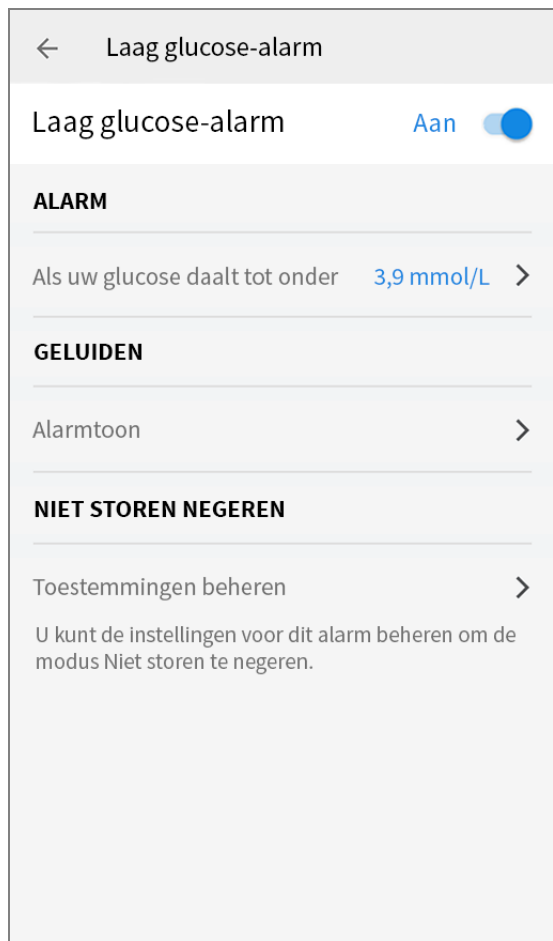 Laag glucose-alarm
Laag glucose-alarm Aan
ALARM
Als uw glucose daalt tot onder 3,9 mmol/L
GELUIDEN
Alarmtoon
NIET STOREN NEGEREN
Toestemmingen beheren
U kunt de instellingen voor dit alarm beheren om de
modus Niet storen te negeren.